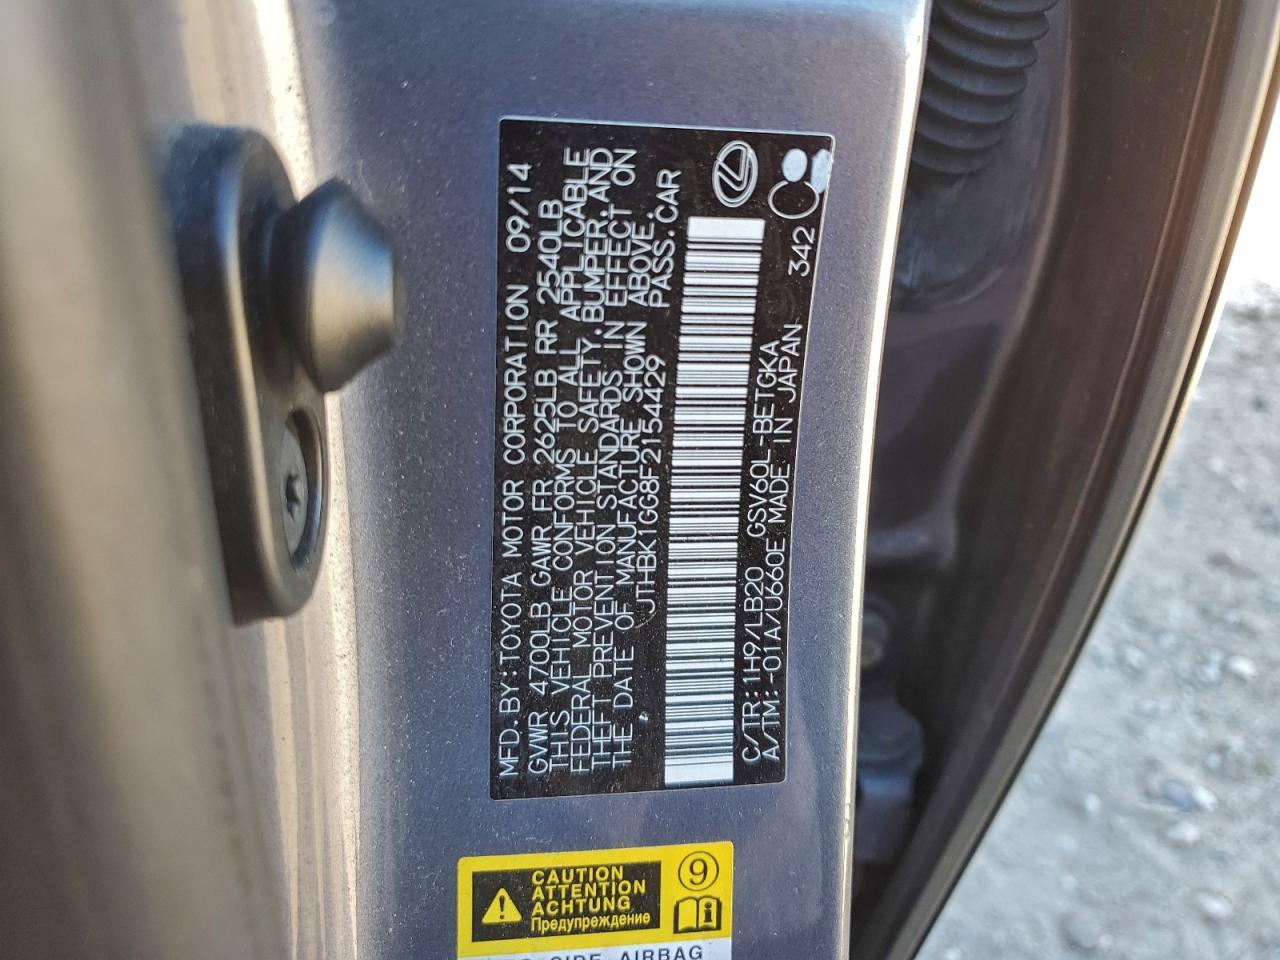 MFD. BY: TOYOTA MOTOR CORPORATION 09/14
GVWR 4700LB GAWR FR 2625LB RR 2540LB
THIS VEHICLE CONFORMS TO ALL APPLICABLE
FEDERAL MOTOR VEHICLE SAFETY, BUMPER, AND
THEFT PREVENTION STANDARDS IN EFFECT ON
THE DATE OF MANUFACTURE SHOWN ABOVE.
JTHBK1GG8F2154429 PASS. CAR
C/TR: 1H9/LB20 GSV60L-BETGKA
A/TM: -01A/U660E MADE IN JAPAN 342
CAUTION
ATTENTION
ACHTUNG
Предупреждение
9
SIDE AIRBAG